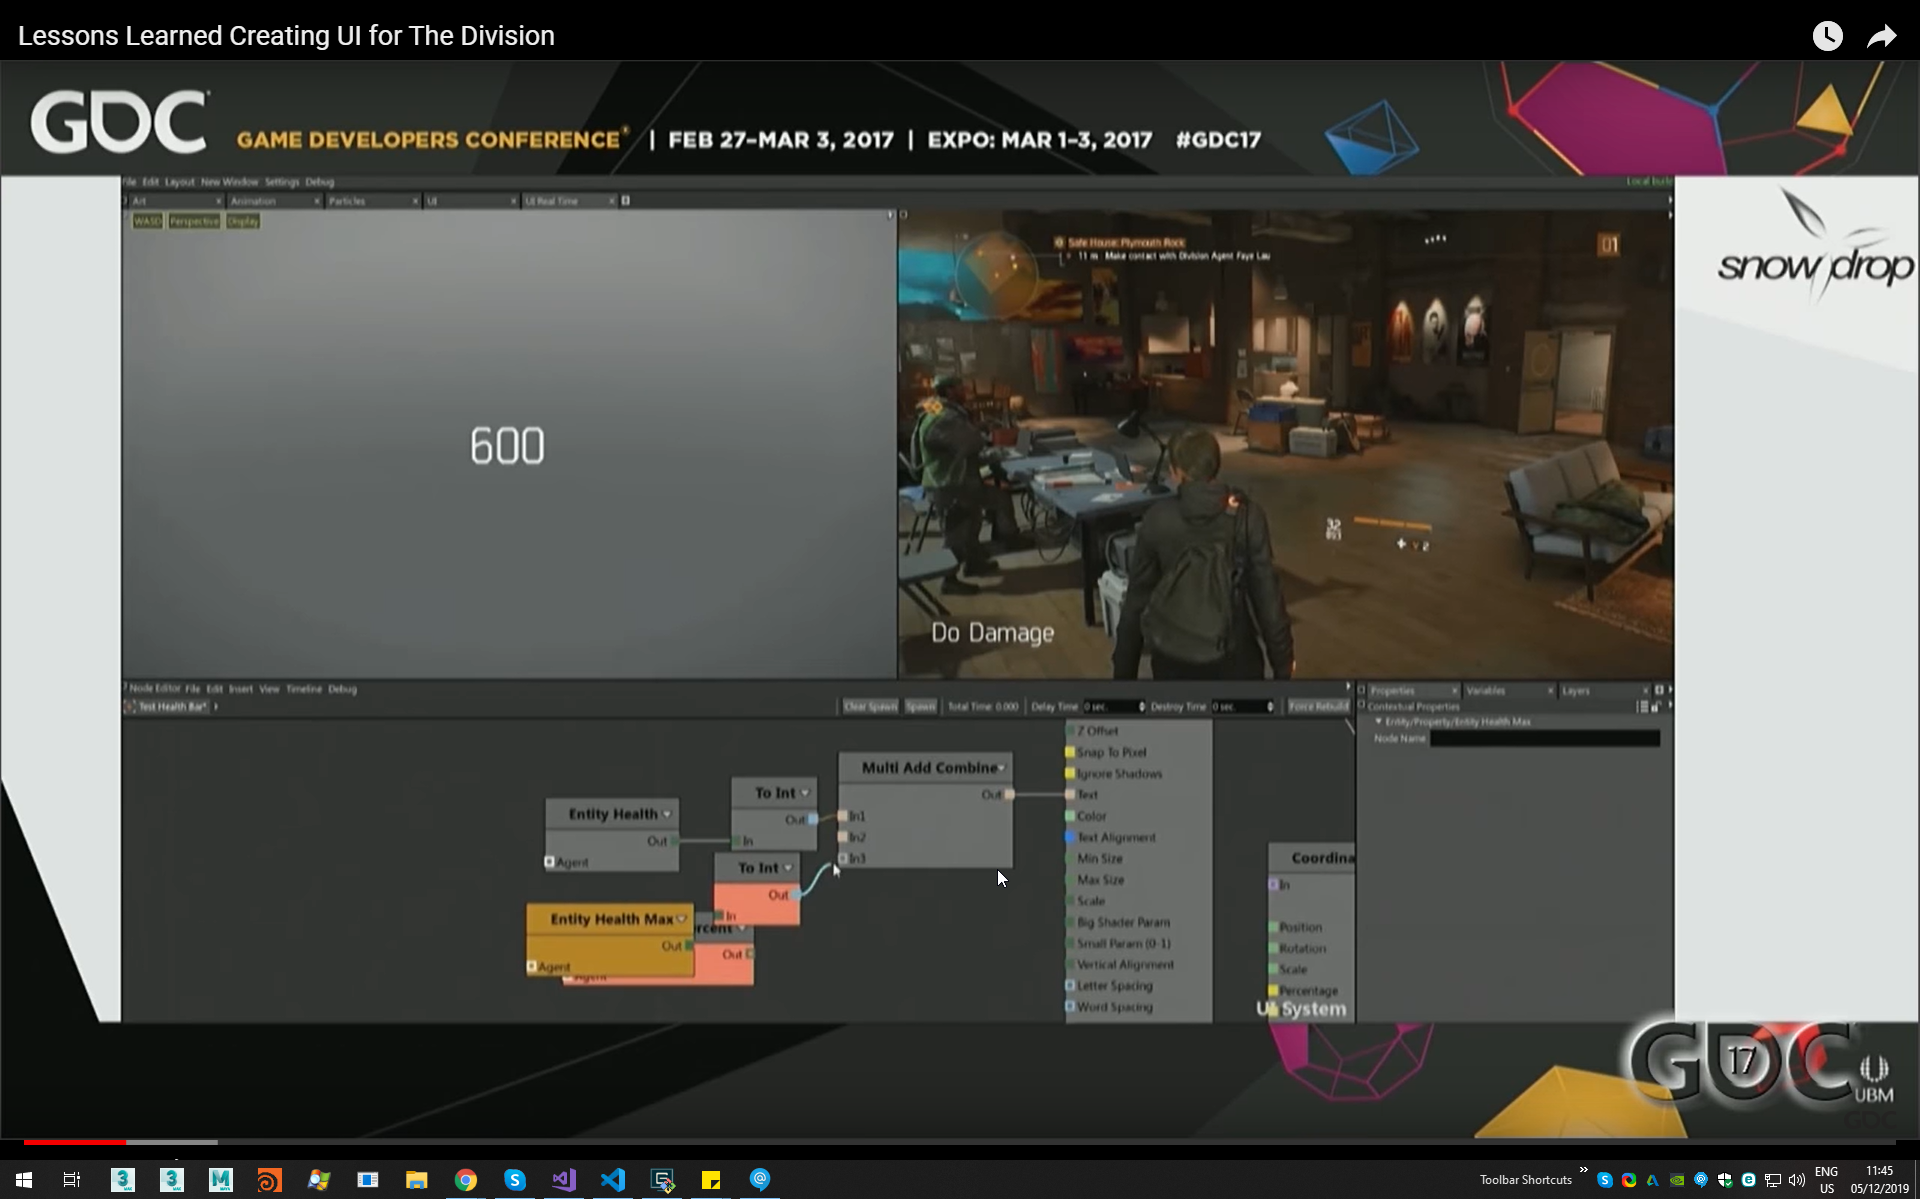 Lessons Learned Creating UI for The Division
GDC
GAME DEVELOPERS CONFERENCE® | FEB 27–MAR 3, 2017 | EXPO: MAR 1–3, 2017 #GDC17
File Edit Layout New Window Settings Debug
Local build
Art
Animation
Particles
UI
UI Real Time
WASD Perspective Display
600
Safe House: Plymouth Rock
11 m Make contact with Division Agent Faye Lau
01
snowdrop
32
2
Do Damage
Node Editor File Edit Insert View Timeline Debug
Test Health Bar*
Clear Spawn Spawn Total Time: 0.000 Delay Time 0 sec. Destroy Time 0 sec. Force Rebuild
Properties
Variables
Layers
Contextual Properties
Entity/Property/Entity Health Max
Node Name
Entity Health
Out
Agent
To Int
Out
In
Multi Add Combine
Out
In1
In2
In3
To Int
Out
In
Entity Health Max
Out
Agent
rcent
Out
Agent
Z Offset
Snap To Pixel
Ignore Shadows
Text
Color
Text Alignment
Min Size
Max Size
Scale
Big Shader Param
Small Param (0-1)
Vertical Alignment
Letter Spacing
Word Spacing
Coordina
In
Position
Rotation
Scale
Percentage
UI System
GDC
17
UBM
GDC
Toolbar Shortcuts
ENG
US
11:45
05/12/2019